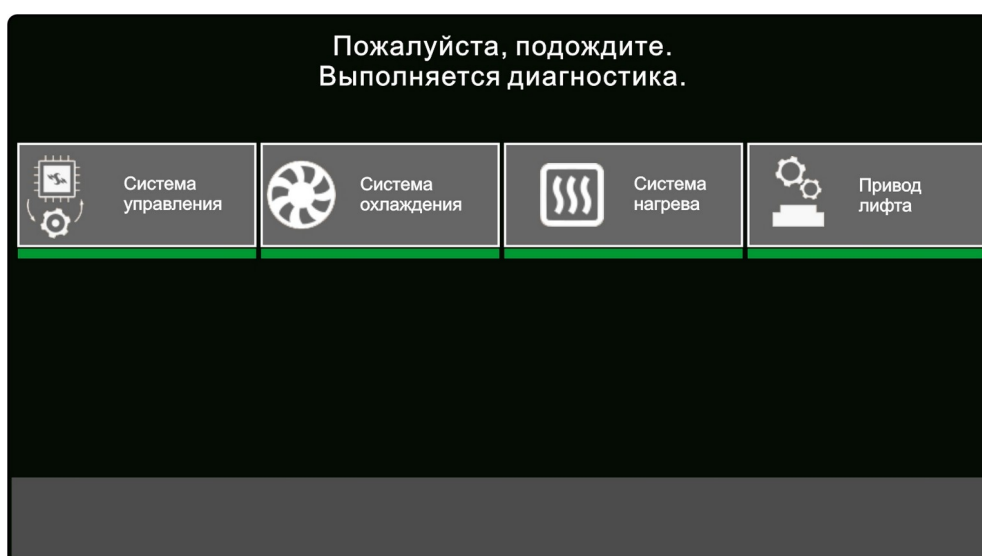 Пожалуйста, подождите.
Выполняется диагностика.
Система
управления
Система
охлаждения
Система
нагрева
Привод
лифта